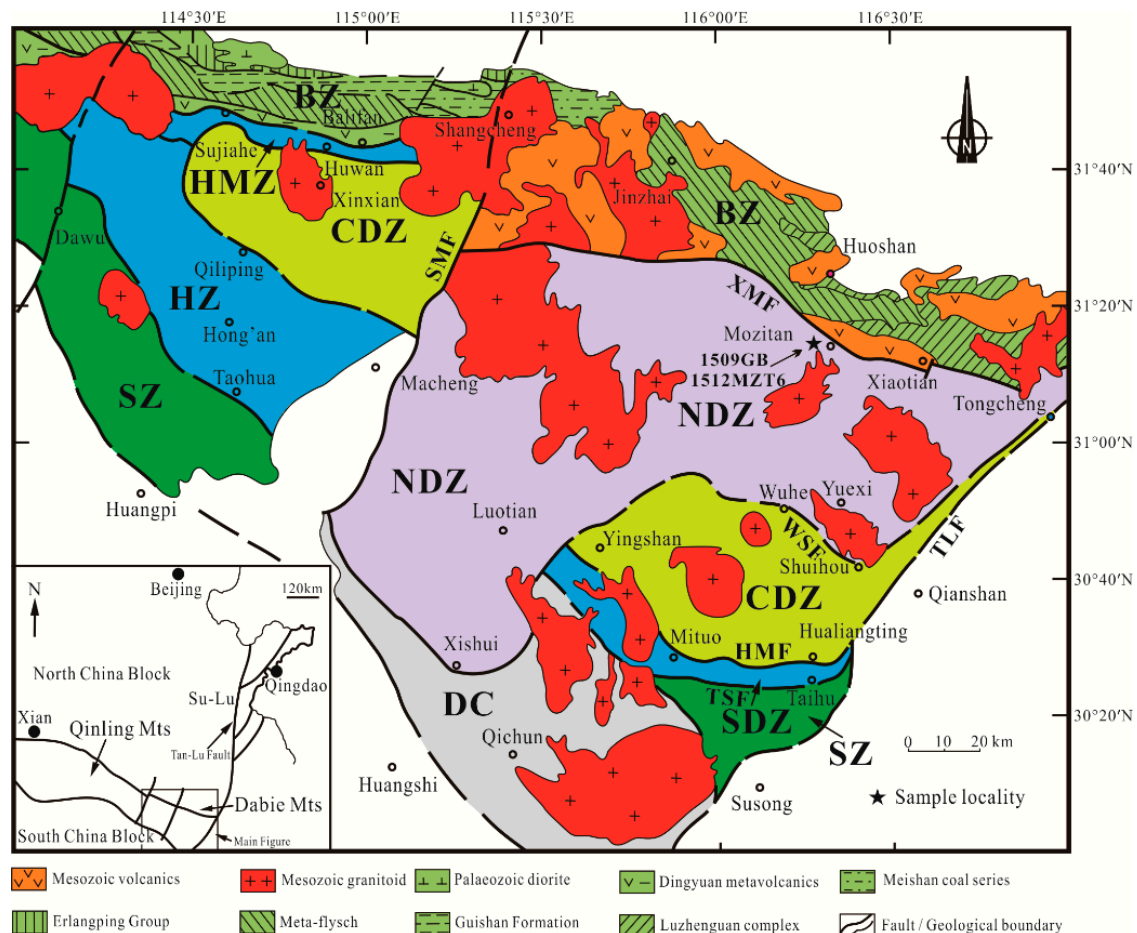 114°30′E
115°00′E
115°30′E
116°00′E
116°30′E
BZ
Balifan
Shangcheng
Sujiahe
HMZ
Huwan
Xinxian
CDZ
Jinzhai
BZ
N
31°40′N
Dawu
SMF
Huoshan
Qiliping
HZ
XMF
31°20′N
Hong'an
Mozitan
1509GB
1512MZT6
Macheng
Taohua
SZ
Xiaotian
NDZ
Tongcheng
31°00′N
NDZ
Huangpi
Luotian
Wuhe
Yuexi
WSF
TLF
Yingshan
Shuihou
30°40′N
CDZ
Qianshan
Hualiangting
Xishui
Mituo
HMF
TSF
Taihu
SDZ
30°20′N
DC
SZ
Qichun
0 10 20 km
Huangshi
Susong
Sample locality
N
Beijing
120km
North China Block
Qingdao
Su-Lu
Xian
Qinling Mts
Tan-Lu Fault
Dabie Mts
South China Block
Main Figure
Mesozoic volcanics
Mesozoic granitoid
Palaeozoic diorite
Dingyuan metavolcanics
Meishan coal series
Erlangping Group
Meta-flysch
Guishan Formation
Luzhenguan complex
Fault / Geological boundary